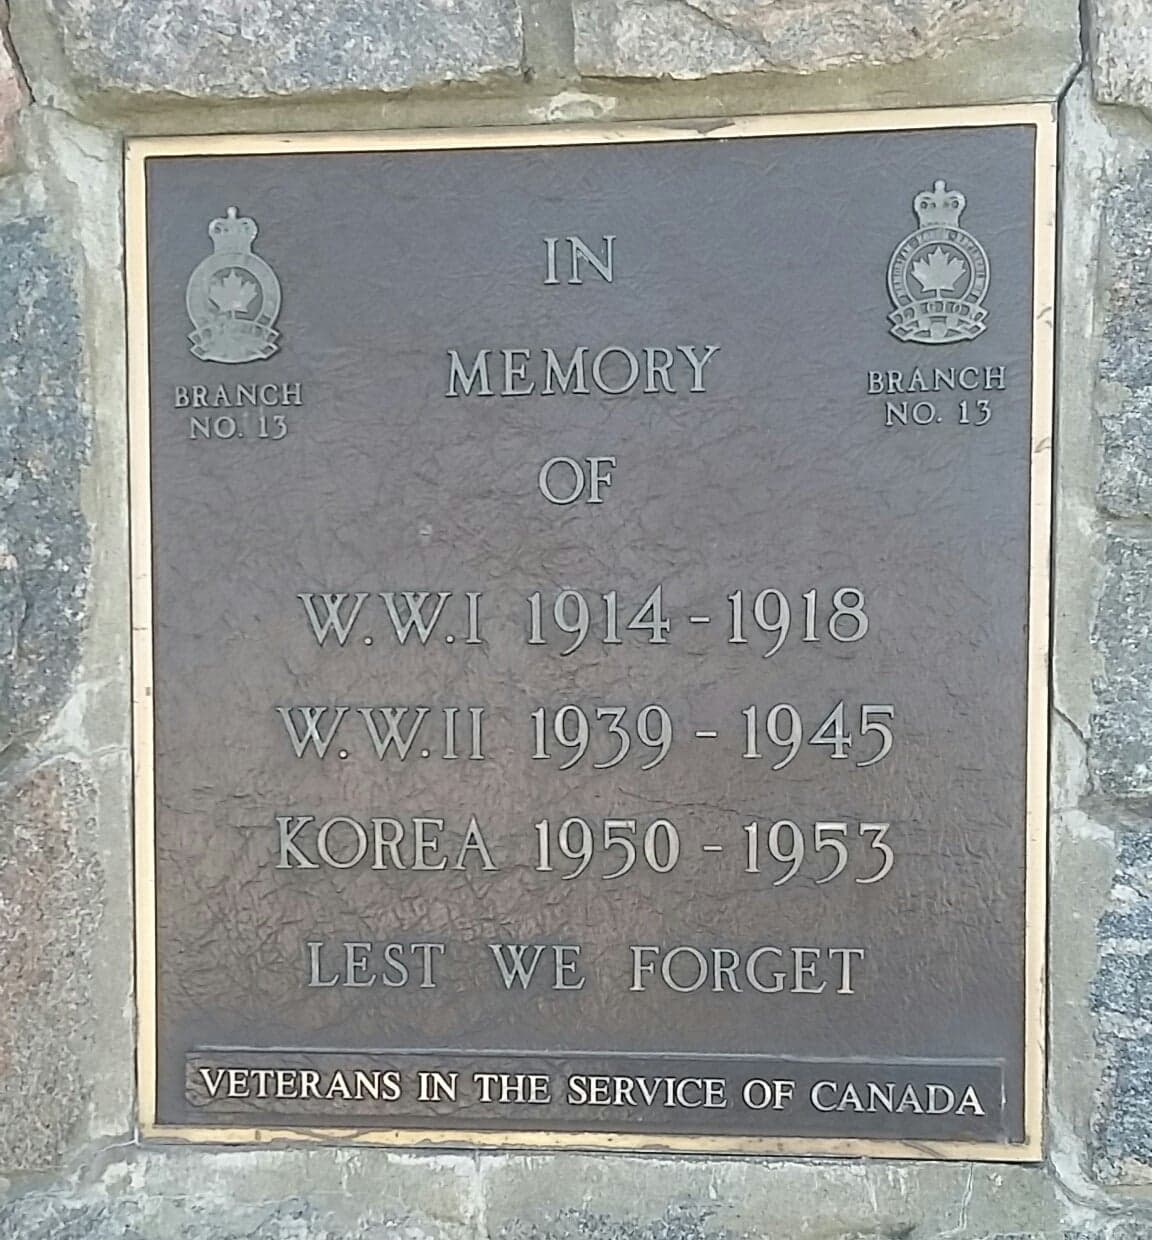 IN
MEMORY
OF
BRANCH
NO. 13
LEGION
BRANCH
NO. 13
W.W.I 1914 - 1918
W.W.II 1939 - 1945
KOREA 1950 - 1953
LEST WE FORGET
VETERANS IN THE SERVICE OF CANADA